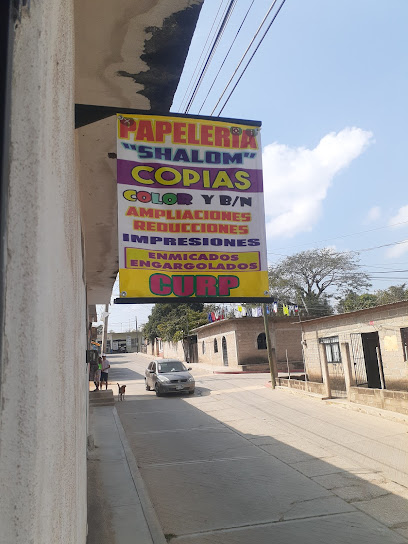 PAPELERIA
"SHALOM"
COPIAS
COLOR Y B/N
AMPLIACIONES
REDUCCIONES
IMPRESIONES
ENMICADOS
ENGARGOLADOS
CURP